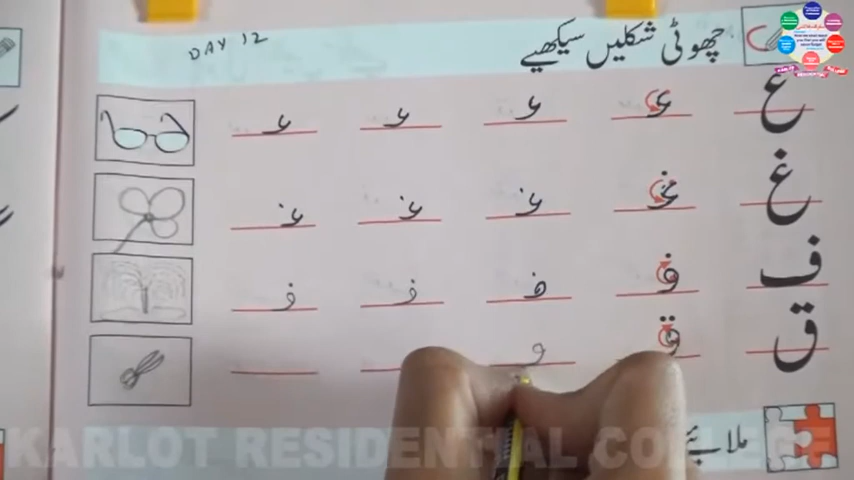 چھوٹی شکلیں سیکھیے
DAY 12
ع ﻋ ﻋ ﻋ ﻋ
غ ﻏ ﻏ ﻏ ﻏ
ف ﻓ ﻓ ﻓ ﻓ
ق ﻗ
KARLOT RESIDENTIAL COLLEGE